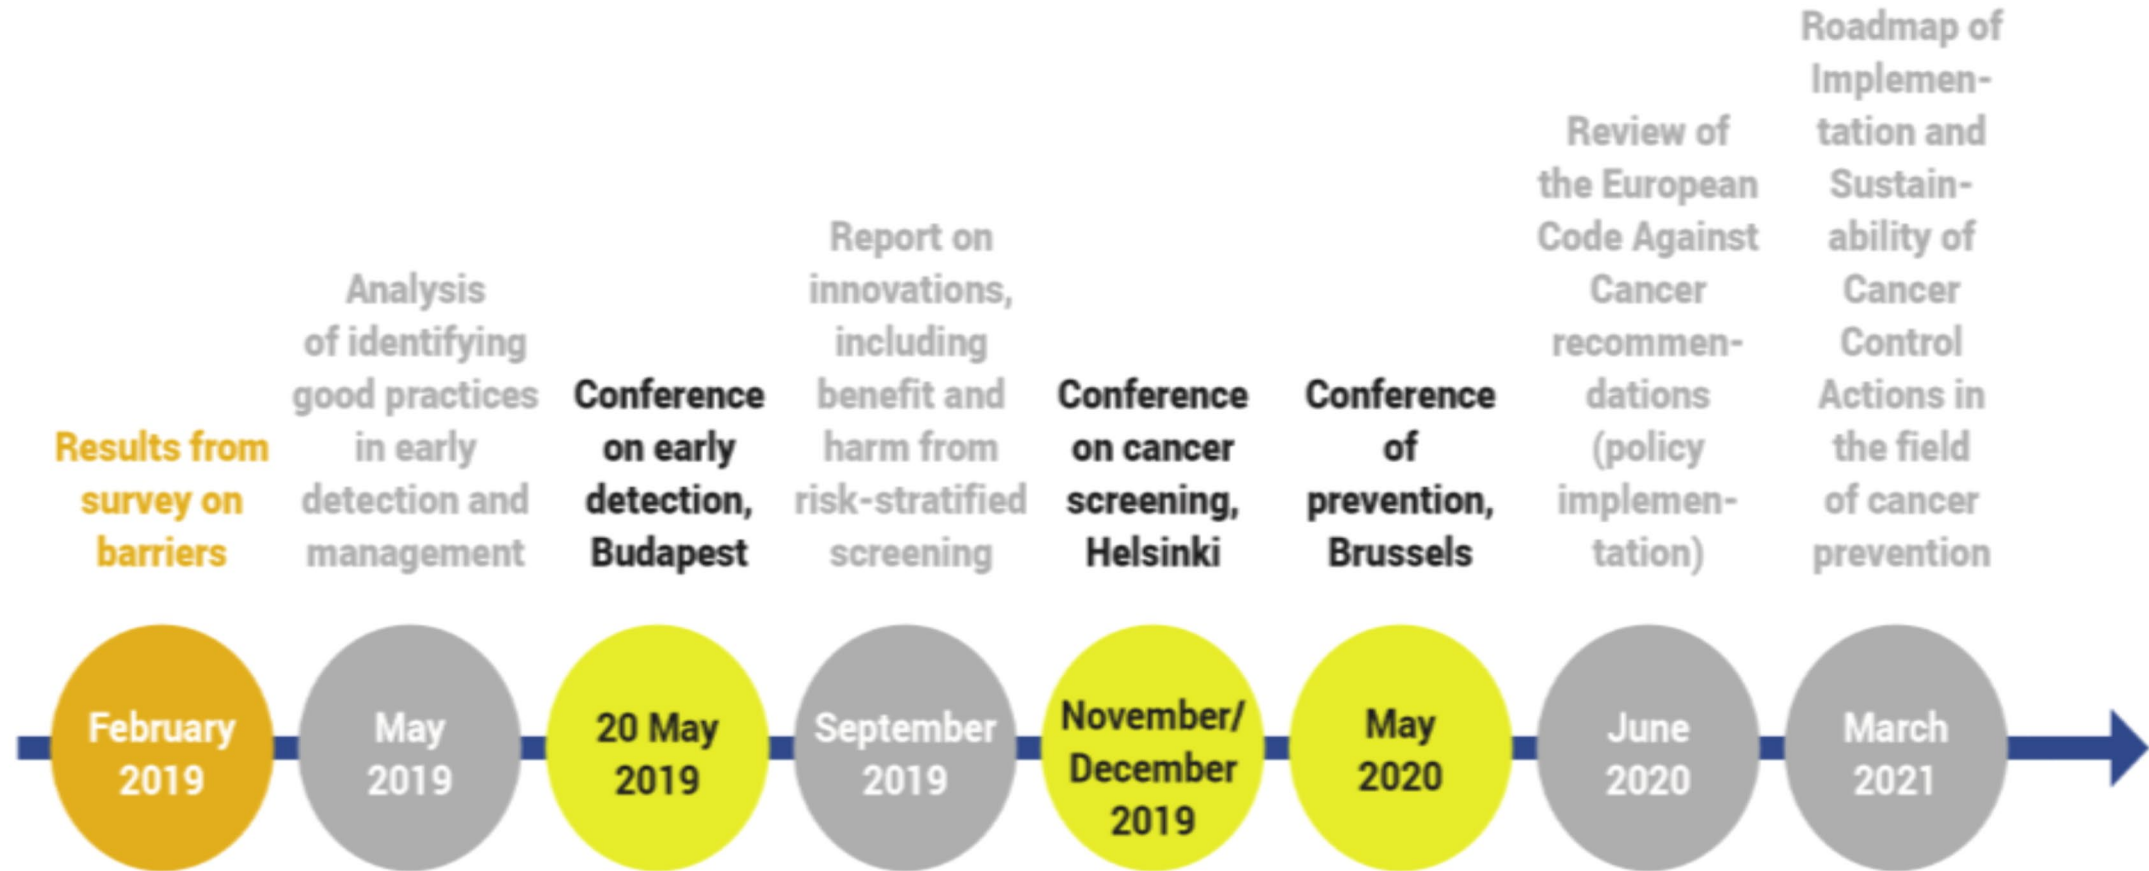 Results from
survey on
barriers
February
2019
Analysis
of identifying
good practices
in early
detection and
management
May
2019
Conference
on early
detection,
Budapest
20 May
2019
Report on
innovations,
including
benefit and
harm from
risk-stratified
screening
September
2019
Conference
on cancer
screening,
Helsinki
November/
December
2019
Conference
of
prevention,
Brussels
May
2020
Review of
the European
Code Against
Cancer
recommen-
dations
(policy
implemen-
tation)
June
2020
Roadmap of
Implemen-
tation and
Sustain-
ability of
Cancer
Control
Actions in
the field
of cancer
prevention
March
2021